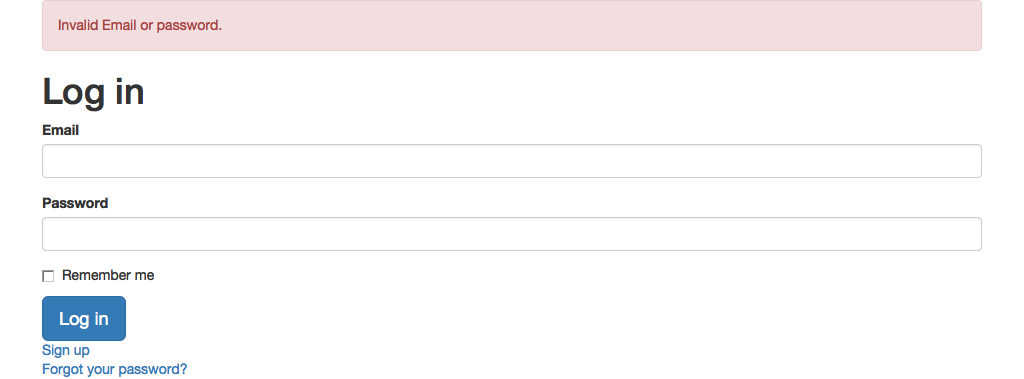 Invalid Email or password.
Log in
Email
Password
Remember me
Log in
Sign up
Forgot your password?